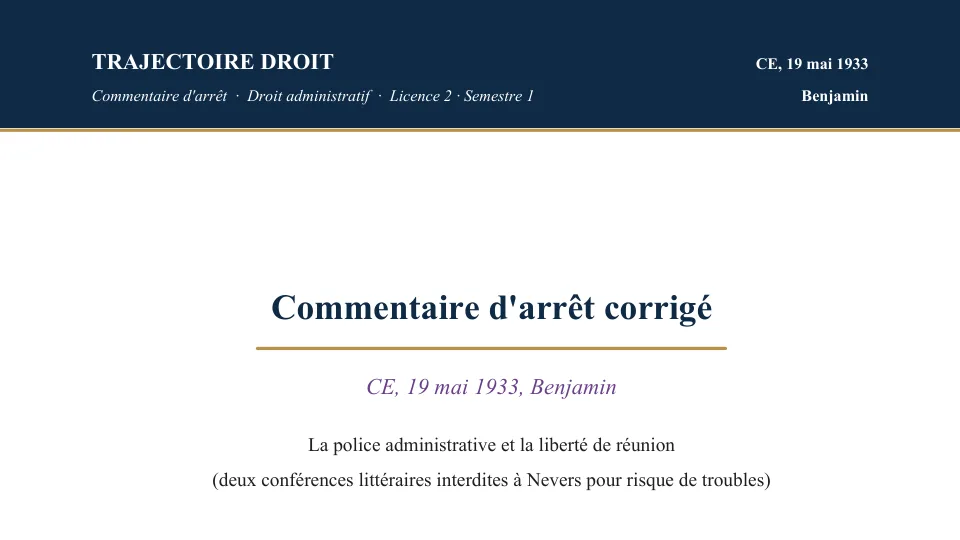 TRAJECTOIRE DROIT
CE, 19 mai 1933
Commentaire d'arrêt · Droit administratif · Licence 2 · Semestre 1
Benjamin
Commentaire d'arrêt corrigé
CE, 19 mai 1933, Benjamin
La police administrative et la liberté de réunion
(deux conférences littéraires interdites à Nevers pour risque de troubles)